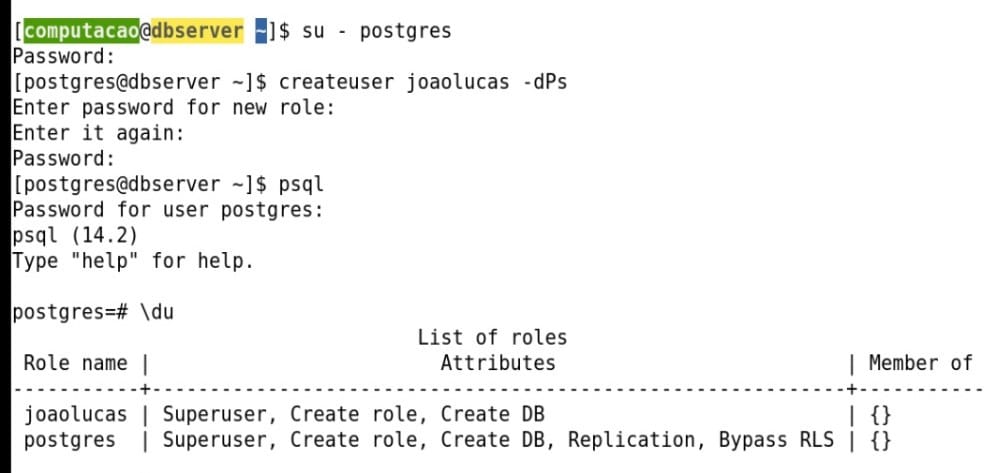 [computacao@dbserver ~]$ su - postgres
Password:
[postgres@dbserver ~]$ createuser joaolucas -dPs
Enter password for new role:
Enter it again:
Password:
[postgres@dbserver ~]$ psql
Password for user postgres:
psql (14.2)
Type "help" for help.

postgres=# \du
                                   List of roles
 Role name |                         Attributes                         | Member of
-----------+------------------------------------------------------------+-----------
 joaolucas | Superuser, Create role, Create DB                          | {}
 postgres  | Superuser, Create role, Create DB, Replication, Bypass RLS | {}